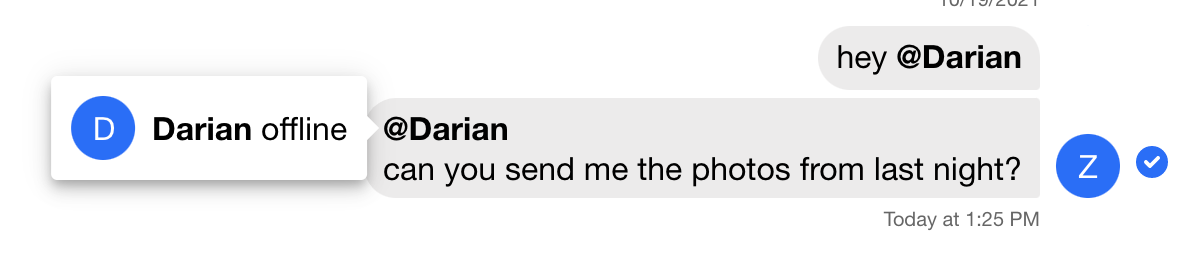 10/19/2021
hey @Darian
D
Darian offline
@Darian
can you send me the photos from last night?
Z
Today at 1:25 PM